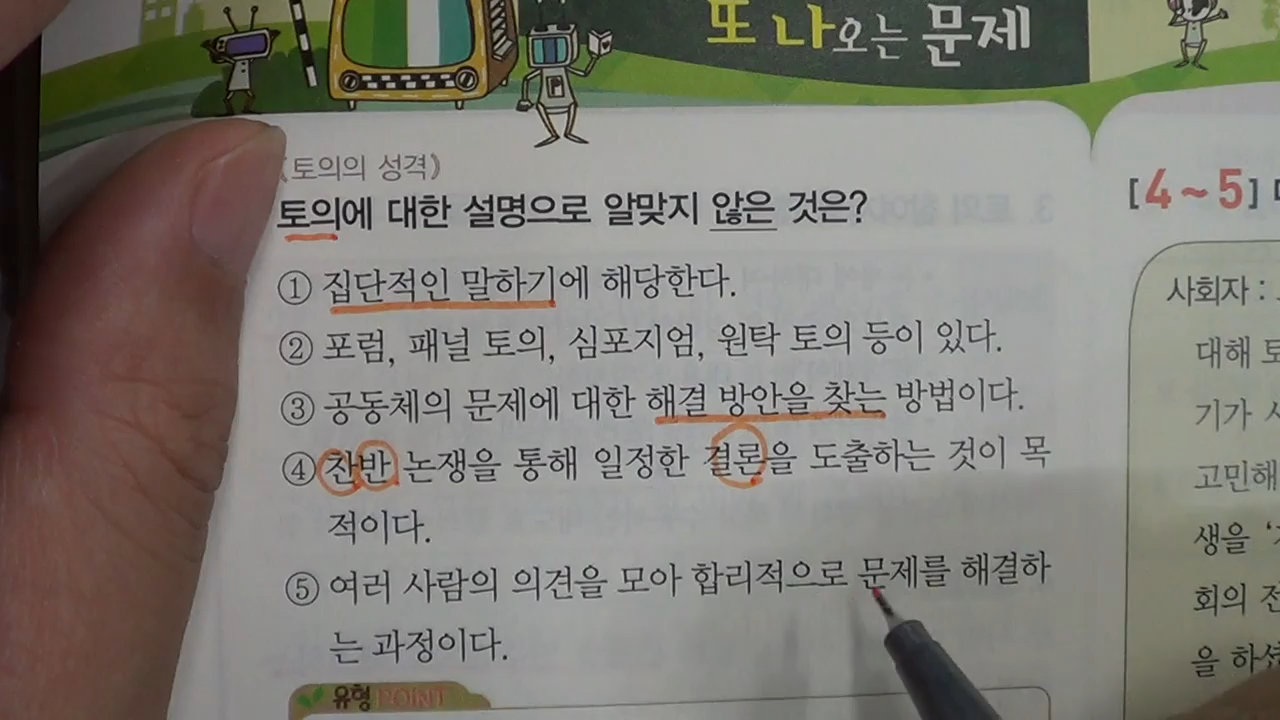 또 나오는 문제
〈토의의 성격〉
토의에 대한 설명으로 알맞지 않은 것은?
① 집단적인 말하기에 해당한다.
② 포럼, 패널 토의, 심포지엄, 원탁 토의 등이 있다.
③ 공동체의 문제에 대한 해결 방안을 찾는 방법이다.
④ 찬반 논쟁을 통해 일정한 결론을 도출하는 것이 목
적이다.
⑤ 여러 사람의 의견을 모아 합리적으로 문제를 해결하
는 과정이다.
유형 POINT
[4~5]
사회자 :
대해
기가
고민해
생을
회의
을